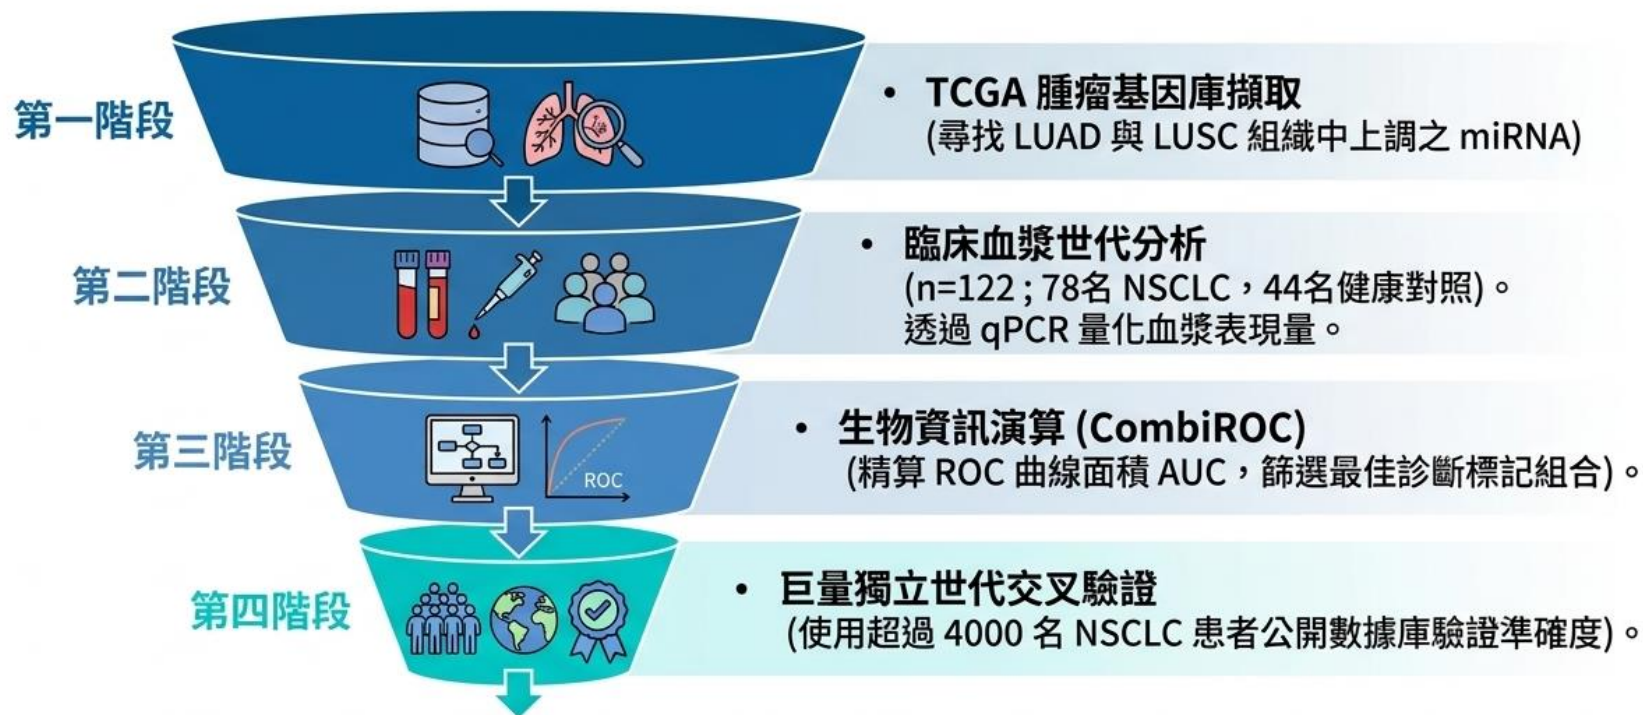 第一階段
• TCGA 腫瘤基因庫擷取
(尋找 LUAD 與 LUSC 組織中上調之 miRNA)
第二階段
• 臨床血漿世代分析
(n=122 ; 78名 NSCLC，44名健康對照)。
透過 qPCR 量化血漿表現量。
第三階段
ROC
• 生物資訊演算 (CombiROC)
(精算 ROC 曲線面積 AUC，篩選最佳診斷標記組合)。
第四階段
• 巨量獨立世代交叉驗證
(使用超過 4000 名 NSCLC 患者公開數據庫驗證準確度)。